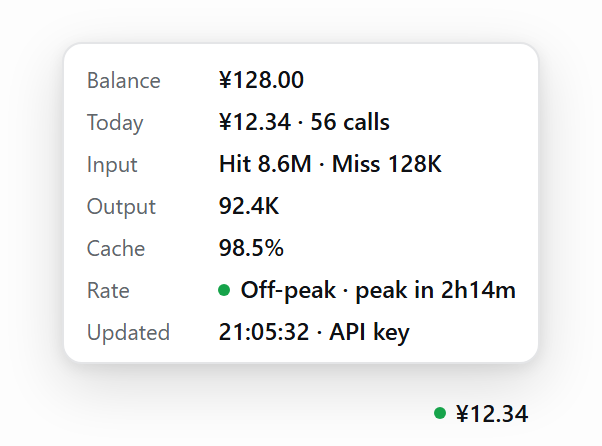 Balance ¥128.00
Today ¥12.34 · 56 calls
Input Hit 8.6M · Miss 128K
Output 92.4K
Cache 98.5%
Rate Off-peak · peak in 2h14m
Updated 21:05:32 · API key
¥12.34